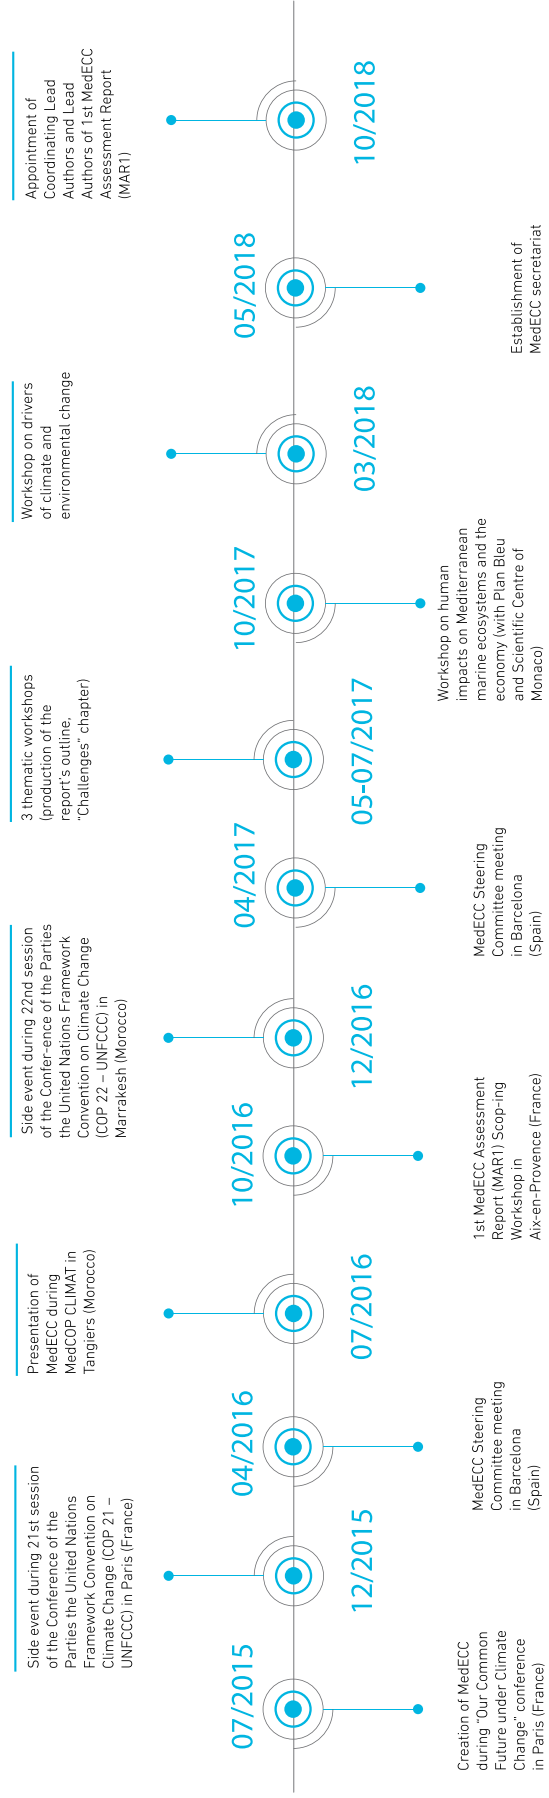 07/2015
Creation of MedECC
during “Our Common
Future under Climate
Change” conference
in Paris (France)
Side event during 21st session
of the Conference of the
Parties the United Nations
Framework Convention on
Climate Change (COP 21 –
UNFCCC) in Paris (France)
12/2015
04/2016
MedECC Steering
Committee meeting
in Barcelona
(Spain)
Presentation of
MedECC during
MedCOP CLIMAT in
Tangiers (Morocco)
07/2016
10/2016
1st MedECC Assessment
Report (MAR1) Scop-ing
Workshop in
Aix-en-Provence (France)
Side event during 22nd session
of the Confer-ence of the Parties
the United Nations Framework
Convention on Climate Change
(COP 22 – UNFCCC) in
Marrakesh (Morocco)
12/2016
04/2017
MedECC Steering
Committee meeting
in Barcelona
(Spain)
3 thematic workshops
(production of the
report’s outline,
“Challenges” chapter)
05-07/2017
10/2017
Workshop on human
impacts on Mediterranean
marine ecosystems and the
economy (with Plan Bleu
and Scientific Centre of
Monaco)
Workshop on drivers
of climate and
environmental change
03/2018
05/2018
Establishment of
MedECC secretariat
Appointment of
Coordinating Lead
Authors and Lead
Authors of 1st MedECC
Assessment Report
(MAR1)
10/2018